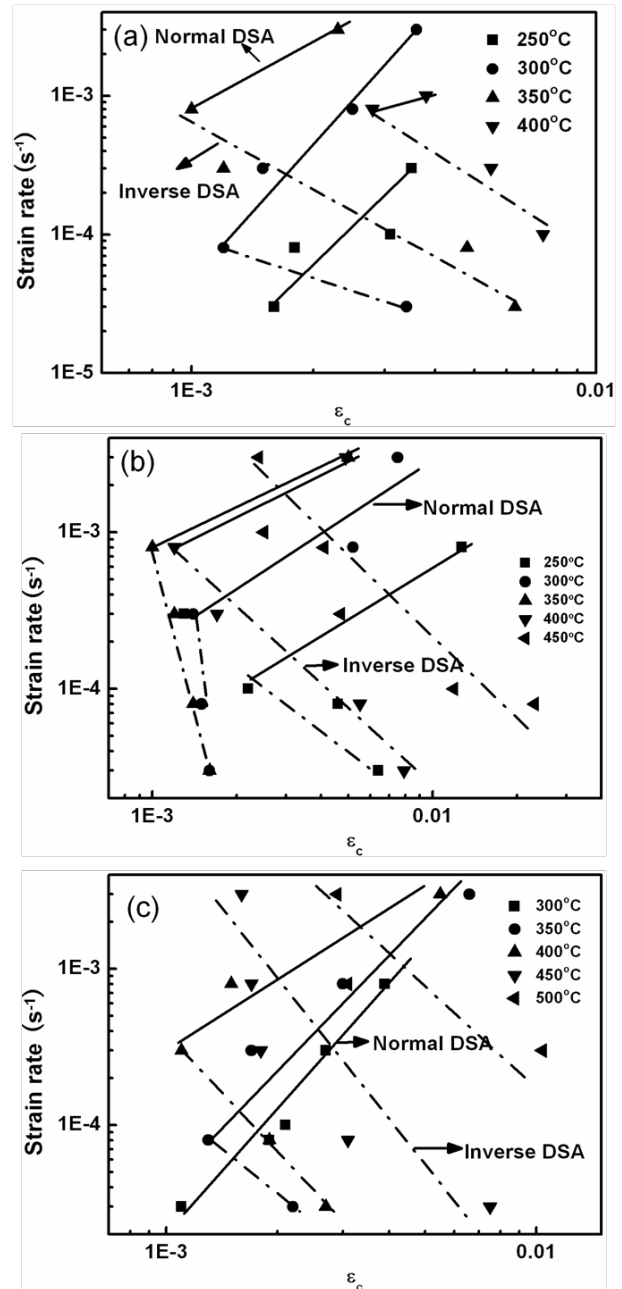 (a)
Normal DSA
250°C
300°C
350°C
400°C
Inverse DSA
1E-3
1E-4
1E-5
Strain rate (s⁻¹)
1E-3
0.01
εc
(b)
Normal DSA
250°C
300°C
350°C
400°C
450°C
Inverse DSA
1E-3
1E-4
Strain rate (s⁻¹)
1E-3
0.01
εc
(c)
300°C
350°C
400°C
450°C
500°C
Normal DSA
Inverse DSA
1E-3
1E-4
Strain rate (s⁻¹)
1E-3
0.01
εc